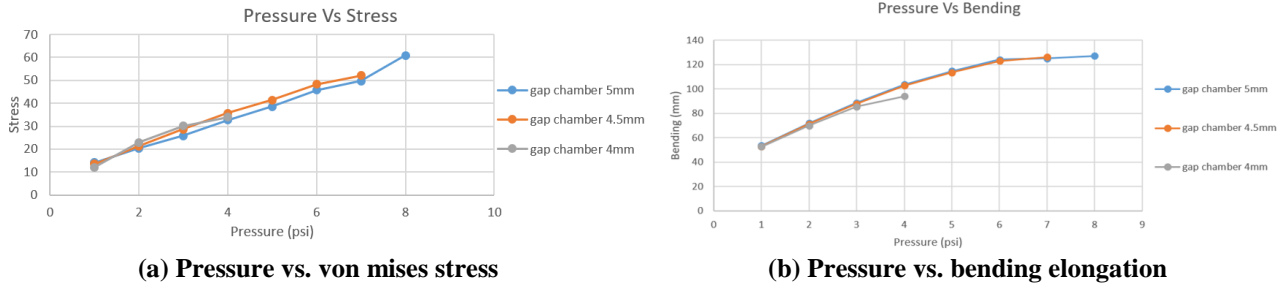 Pressure Vs Stress
70
60
50
40
30
20
10
0
Stress
0 2 4 6 8 10
Pressure (psi)
gap chamber 5mm
gap chamber 4.5mm
gap chamber 4mm
(a) Pressure vs. von mises stress
Pressure Vs Bending
140
120
100
80
60
40
20
0
Bending (mm)
0 1 2 3 4 5 6 7 8 9
Pressure (psi)
gap chamber 5mm
gap chamber 4.5mm
gap chamber 4mm
(b) Pressure vs. bending elongation